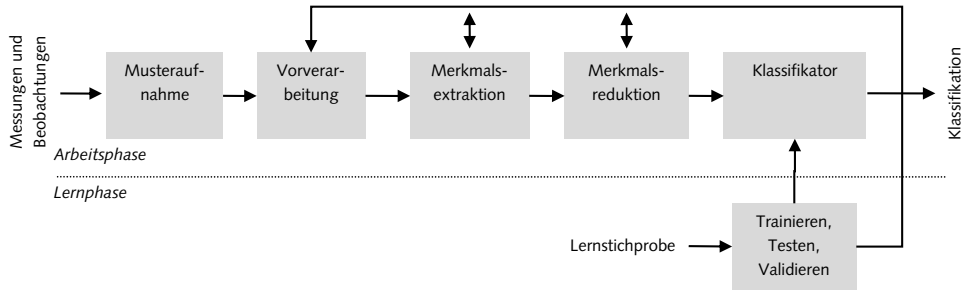 Messungen und
Beobachtungen
Musterauf-
nahme
Vorverar-
beitung
Merkmals-
extraktion
Merkmals-
reduktion
Klassifikator
Klassifikation
Arbeitsphase
Lernphase
Lernstichprobe
Trainieren,
Testen,
Validieren